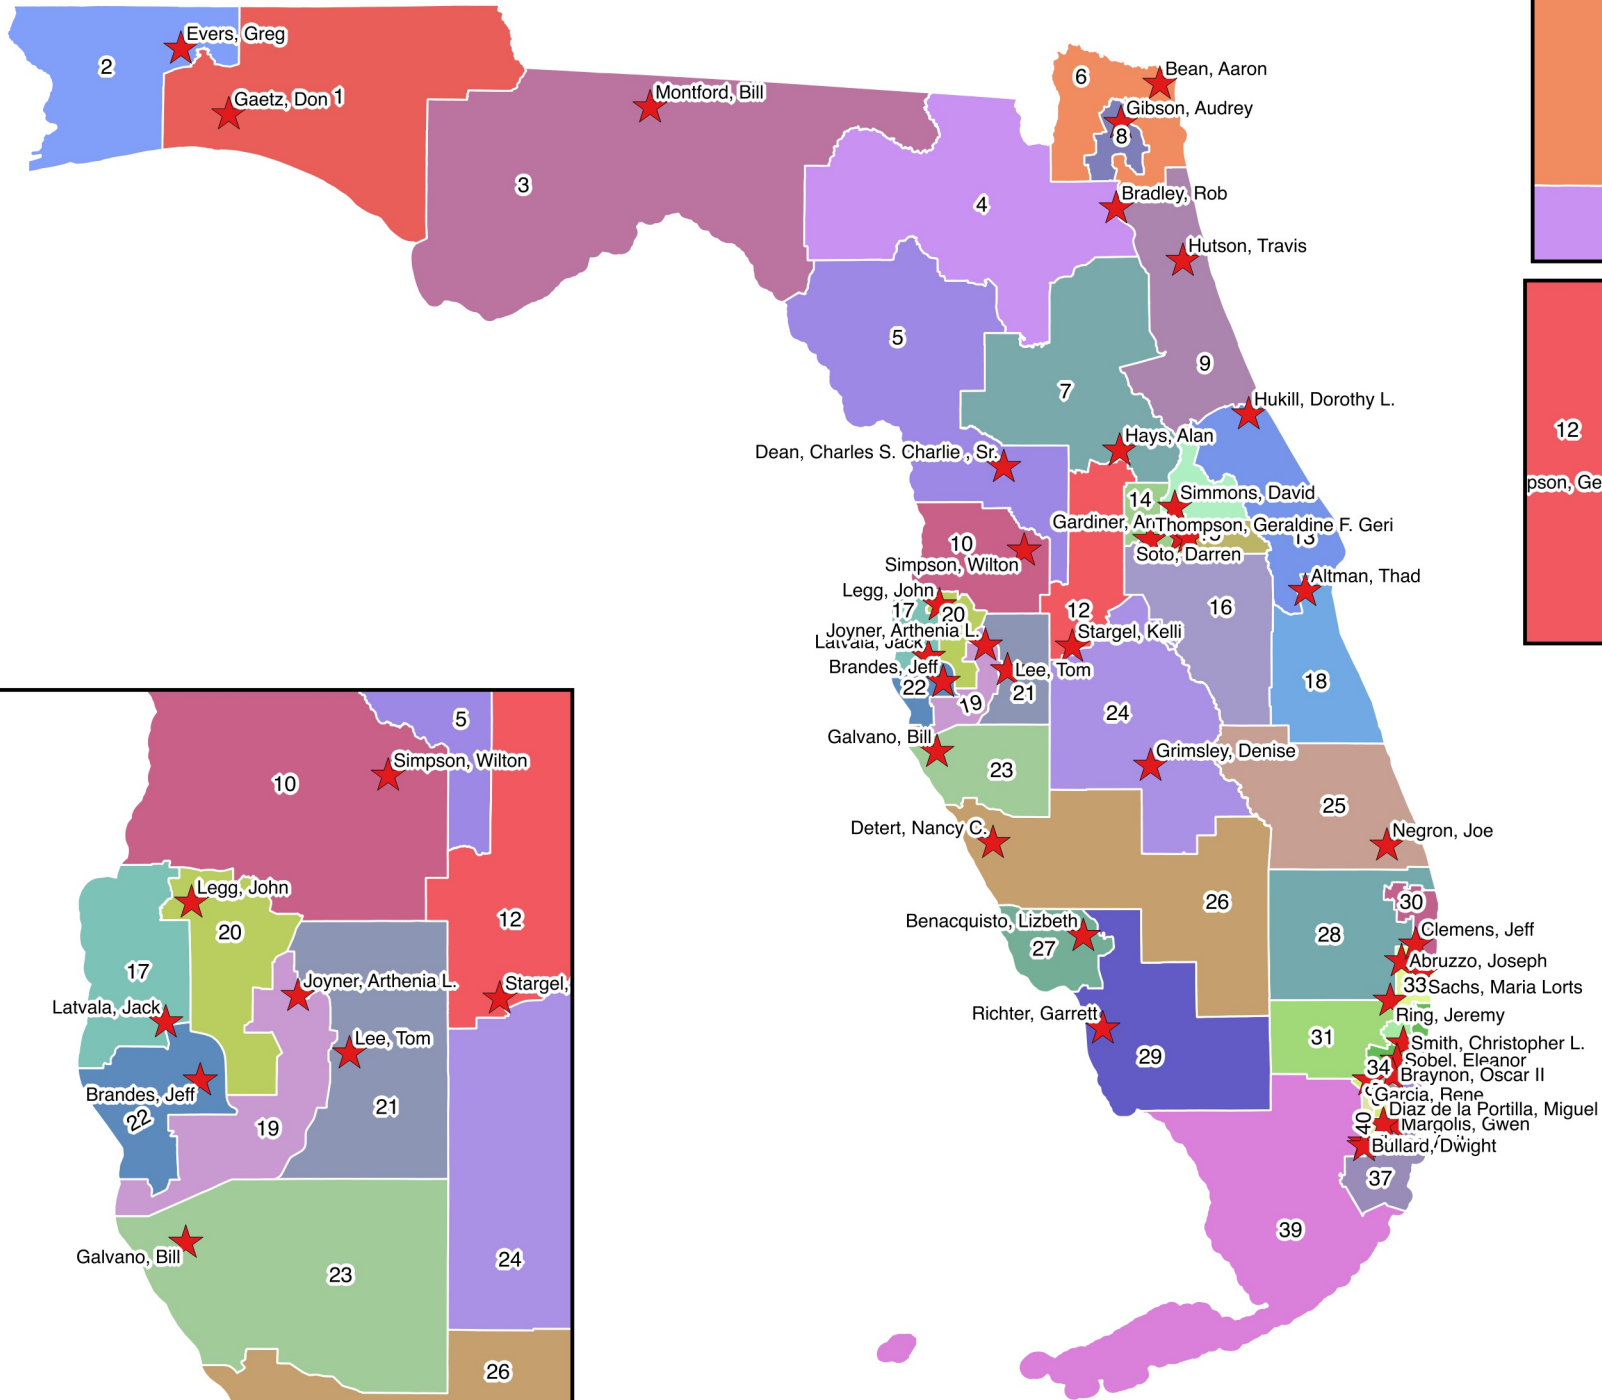 Evers, Greg
2
Gaetz, Don
1
Montford, Bill
3
6
Bean, Aaron
Gibson, Audrey
8
Bradley, Rob
4
Hutson, Travis
5
9
7
Hukill, Dorothy L.
Hays, Alan
Dean, Charles S. Charlie , Sr.
14
Simmons, David
Thompson, Geraldine F. Geri
13
Soto, Darren
10
Simpson, Wilton
Altman, Thad
Legg, John
17
20
12
16
Joyner, Arthenia L.
Stargel, Kelli
Latvala, Jack
Brandes, Jeff
Lee, Tom
22
19
21
18
24
Galvano, Bill
Grimsley, Denise
23
25
Detert, Nancy C.
Negron, Joe
26
30
Benacquisto, Lizbeth
27
28
Clemens, Jeff
Abruzzo, Joseph
33
Sachs, Maria Lorts
Richter, Garrett
Ring, Jeremy
29
31
Smith, Christopher L.
34
Sobel, Eleanor
Braynon, Oscar II
Garcia, Rene
Diaz de la Portilla, Miguel
40
Margolis, Gwen
Bullard, Dwight
37
39
12
5
Simpson, Wilton
10
Legg, John
20
12
17
Joyner, Arthenia L.
Stargel,
Latvala, Jack
Lee, Tom
Brandes, Jeff
22
19
21
Galvano, Bill
23
24
26